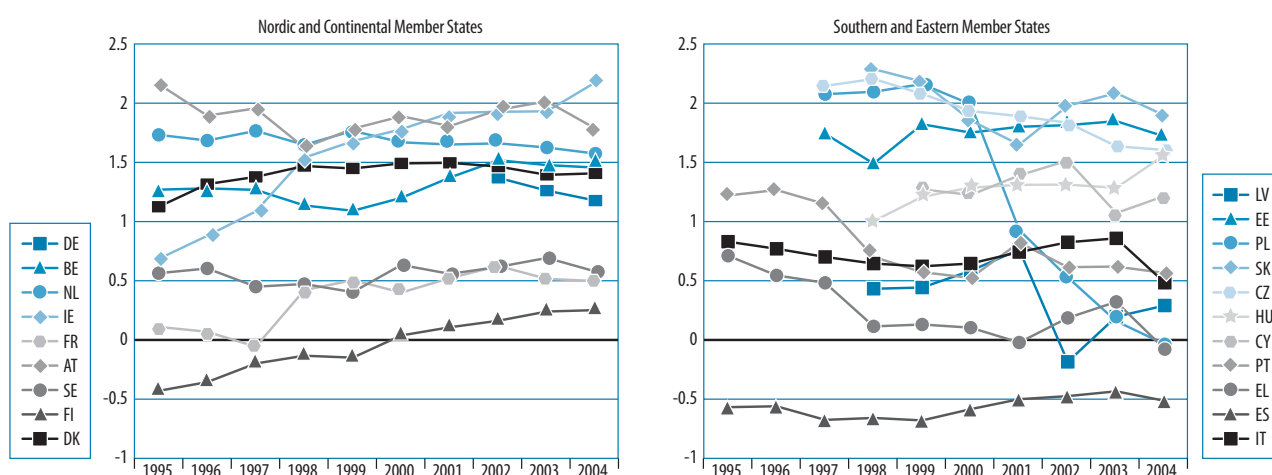 Nordic and Continental Member States
2.5
2
1.5
1
0.5
0
-0.5
-1
1995 1996 1997 1998 1999 2000 2001 2002 2003 2004
DE
BE
NL
IE
FR
AT
SE
FI
DK
Southern and Eastern Member States
2.5
2
1.5
1
0.5
0
-0.5
-1
1995 1996 1997 1998 1999 2000 2001 2002 2003 2004
LV
EE
PL
SK
CZ
HU
CY
PT
EL
ES
IT